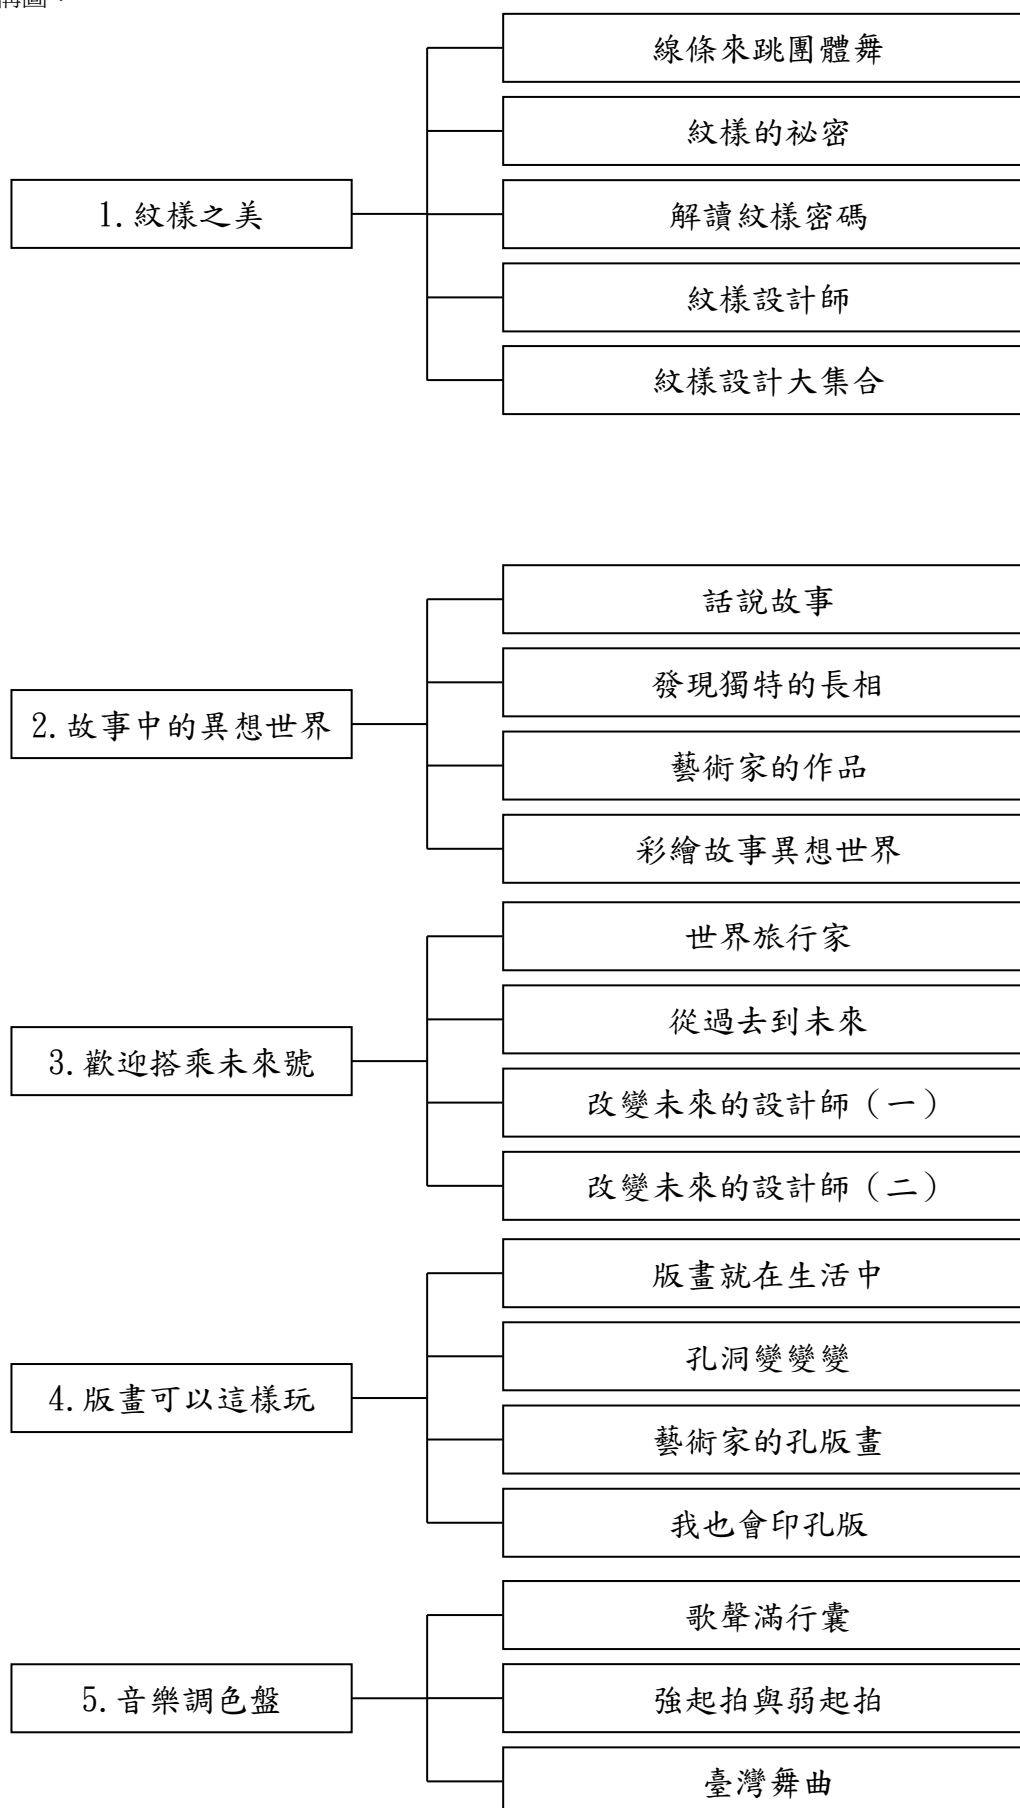 構圖：
線條來跳團體舞
紋樣的祕密
1.紋樣之美
解讀紋樣密碼
紋樣設計師
紋樣設計大集合
話說故事
發現獨特的長相
2.故事中的異想世界
藝術家的作品
彩繪故事異想世界
世界旅行家
從過去到未來
3.歡迎搭乘未來號
改變未來的設計師（一）
改變未來的設計師（二）
版畫就在生活中
孔洞變變變
4.版畫可以這樣玩
藝術家的孔版畫
我也會印孔版
歌聲滿行囊
5.音樂調色盤
強起拍與弱起拍
臺灣舞曲